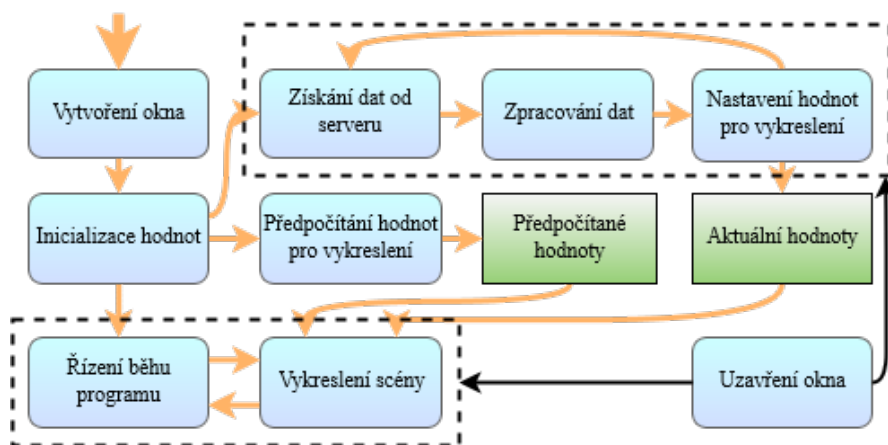 Vytvoření okna
Získání dat od
serveru
Zpracování dat
Nastavení hodnot
pro vykreslení
Inicializace hodnot
Předpočítání hodnot
pro vykreslení
Předpočítané
hodnoty
Aktuální hodnoty
Řízení běhu
programu
Vykreslení scény
Uzavření okna